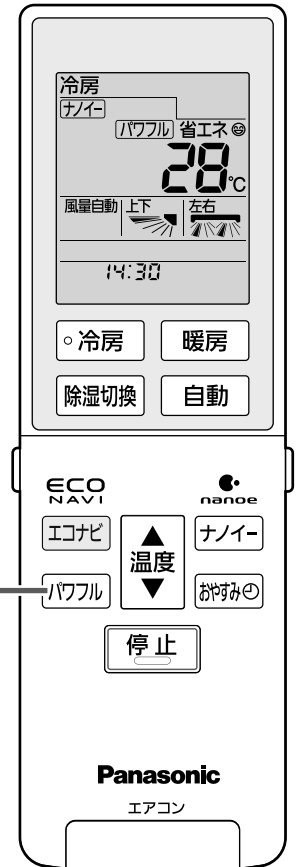 冷房
ナノイー
パワフル 省エネ
28℃
風量自動 上下 左右
14:30
冷房 暖房
除湿切換 自動
ECO NAVI nanoe
エコナビ ▲ 温度 ▼ ナノイー
パワフル おやすみ
停止
Panasonic
エアコン